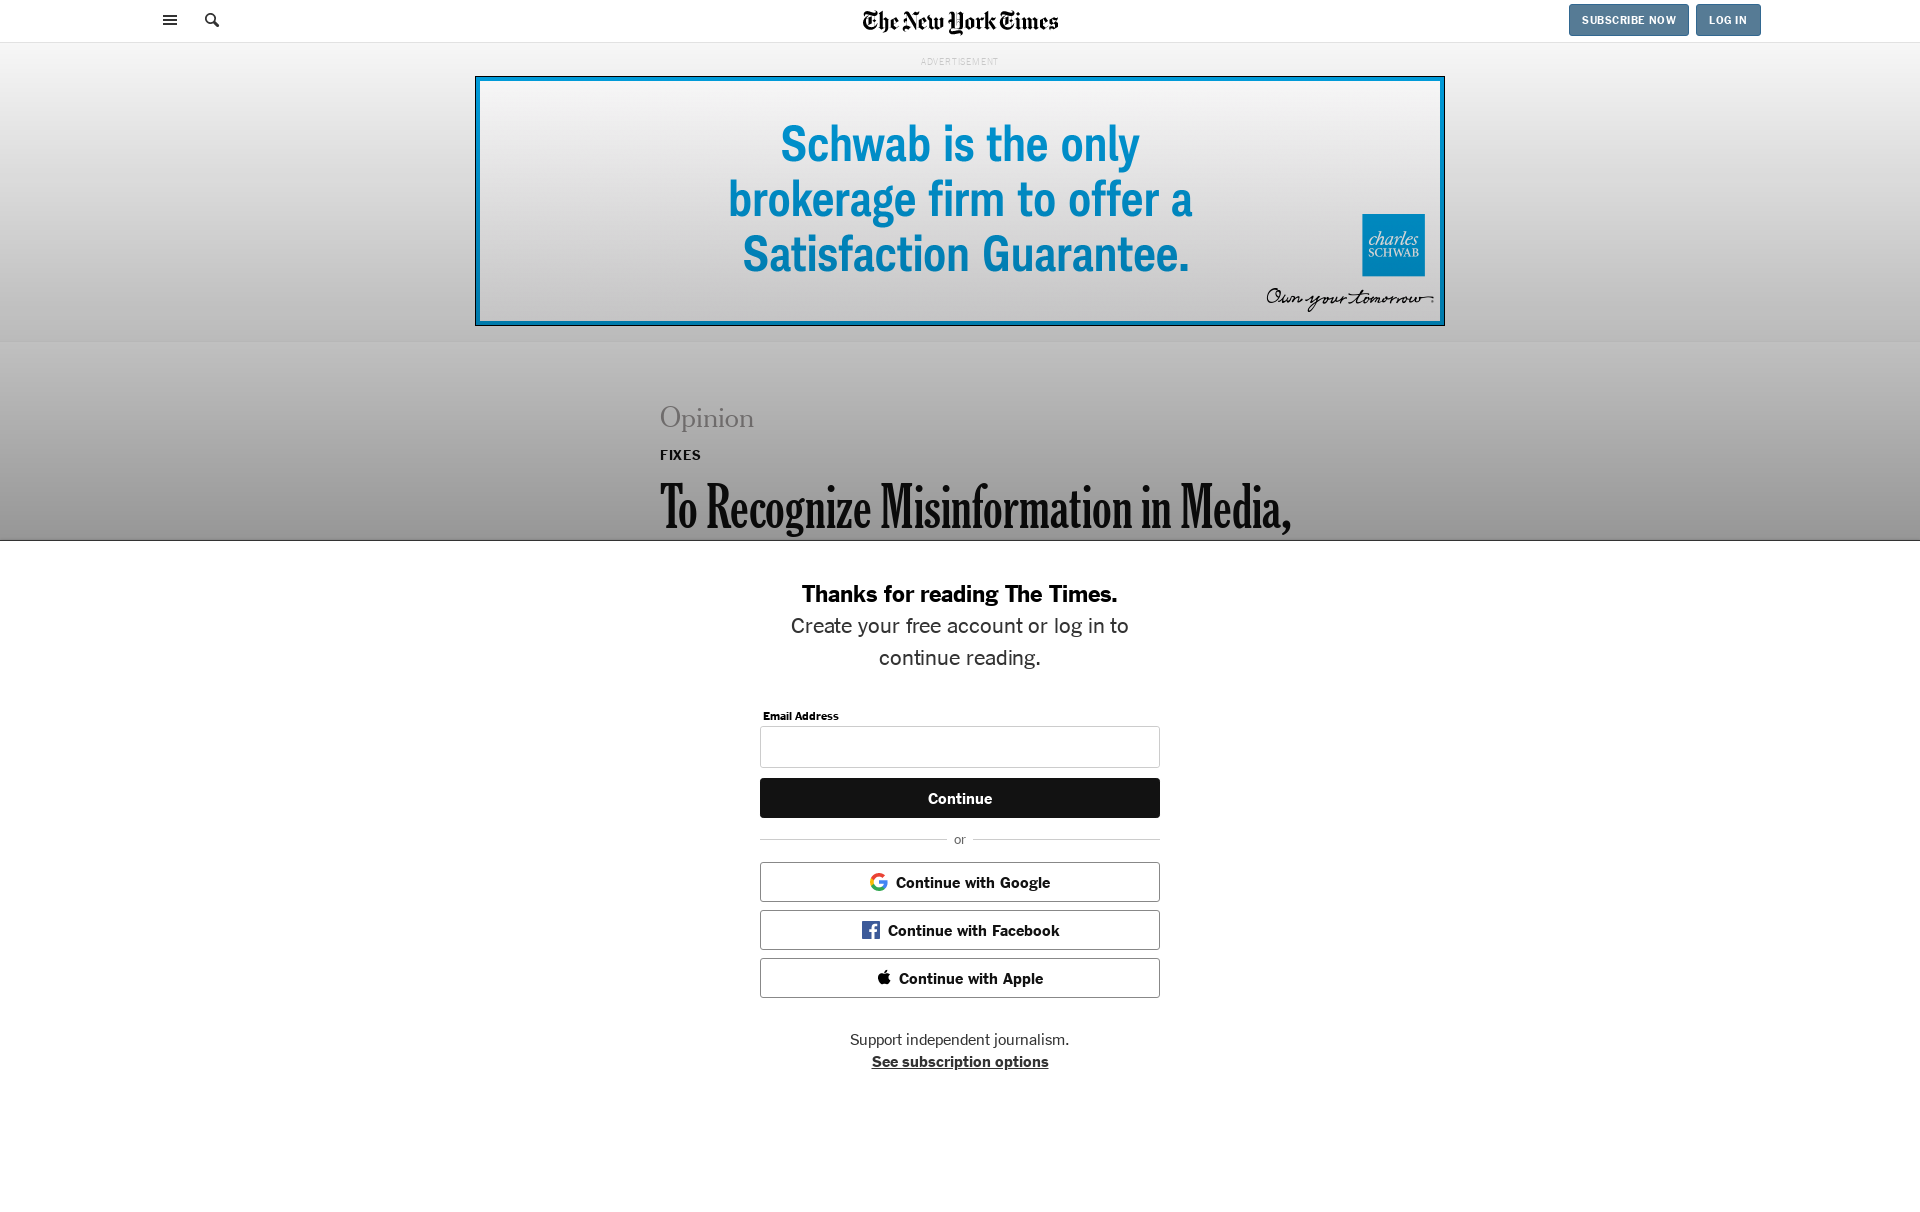 The New York Times
SUBSCRIBE NOW
LOG IN
ADVERTISEMENT
Schwab is the only
brokerage firm to offer a
Satisfaction Guarantee.
charles
SCHWAB
Own your tomorrow.
Opinion
FIXES
To Recognize Misinformation in Media,
Thanks for reading The Times.
Create your free account or log in to
continue reading.
Email Address
Continue
or
Continue with Google
Continue with Facebook
Continue with Apple
Support independent journalism.
See subscription options